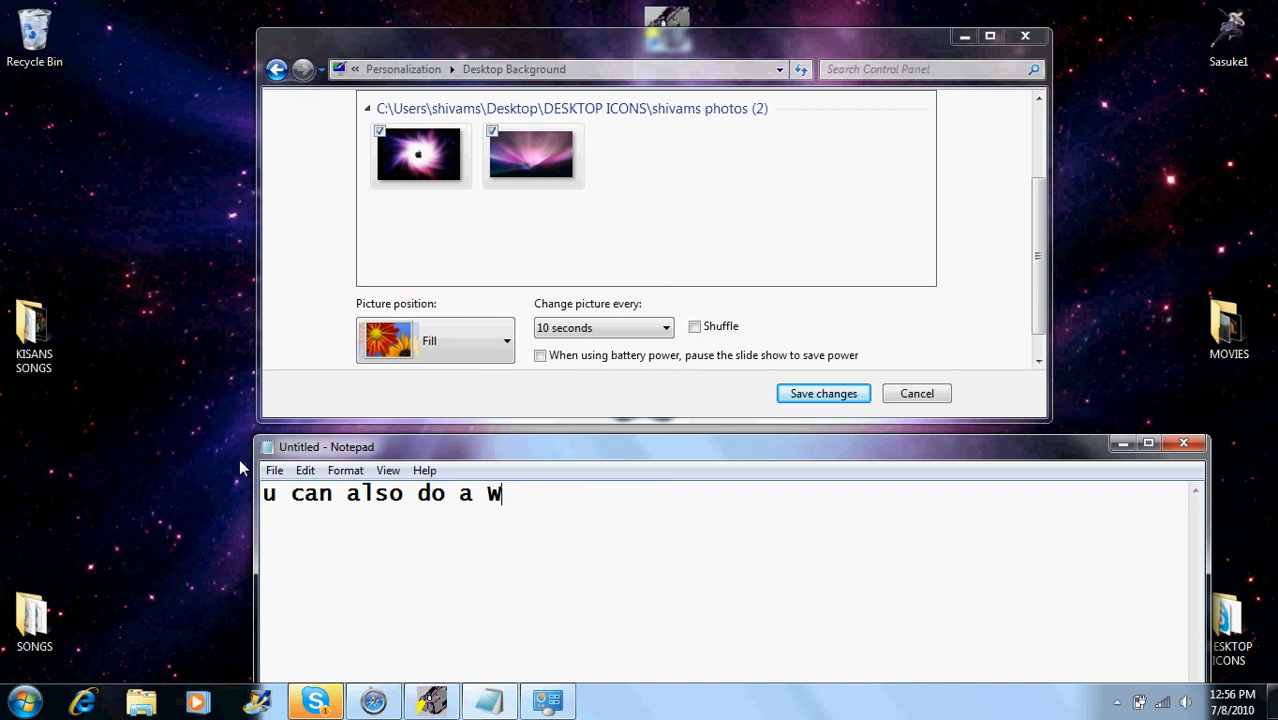 Recycle Bin
Sasuke1
« Personalization Desktop Background
Search Control Panel
C:\Users\shivams\Desktop\DESKTOP ICONS\shivams photos (2)
Picture position:
Change picture every:
Fill
10 seconds
Shuffle
When using battery power, pause the slide show to save power
Save changes
Cancel
KISANS
SONGS
MOVIES
Untitled - Notepad
File Edit Format View Help
u can also do a W
SONGS
ESKTOP
ICONS
12:56 PM
7/8/2010